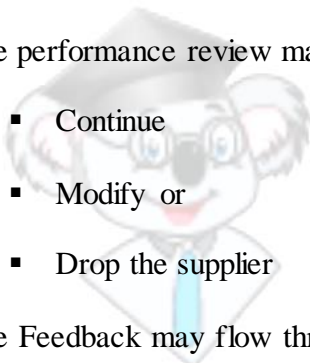 e performance review ma
▪ Continue
▪ Modify or
▪ Drop the supplier
e Feedback may flow thr